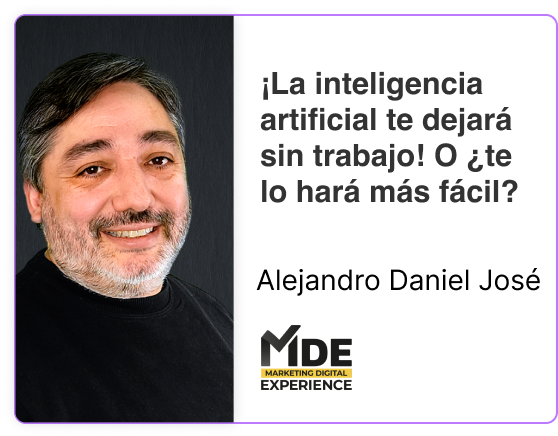 ¡La inteligencia
artificial te dejará
sin trabajo! O ¿te
lo hará más fácil?
Alejandro Daniel José
MDE
MARKETING DIGITAL
EXPERIENCE